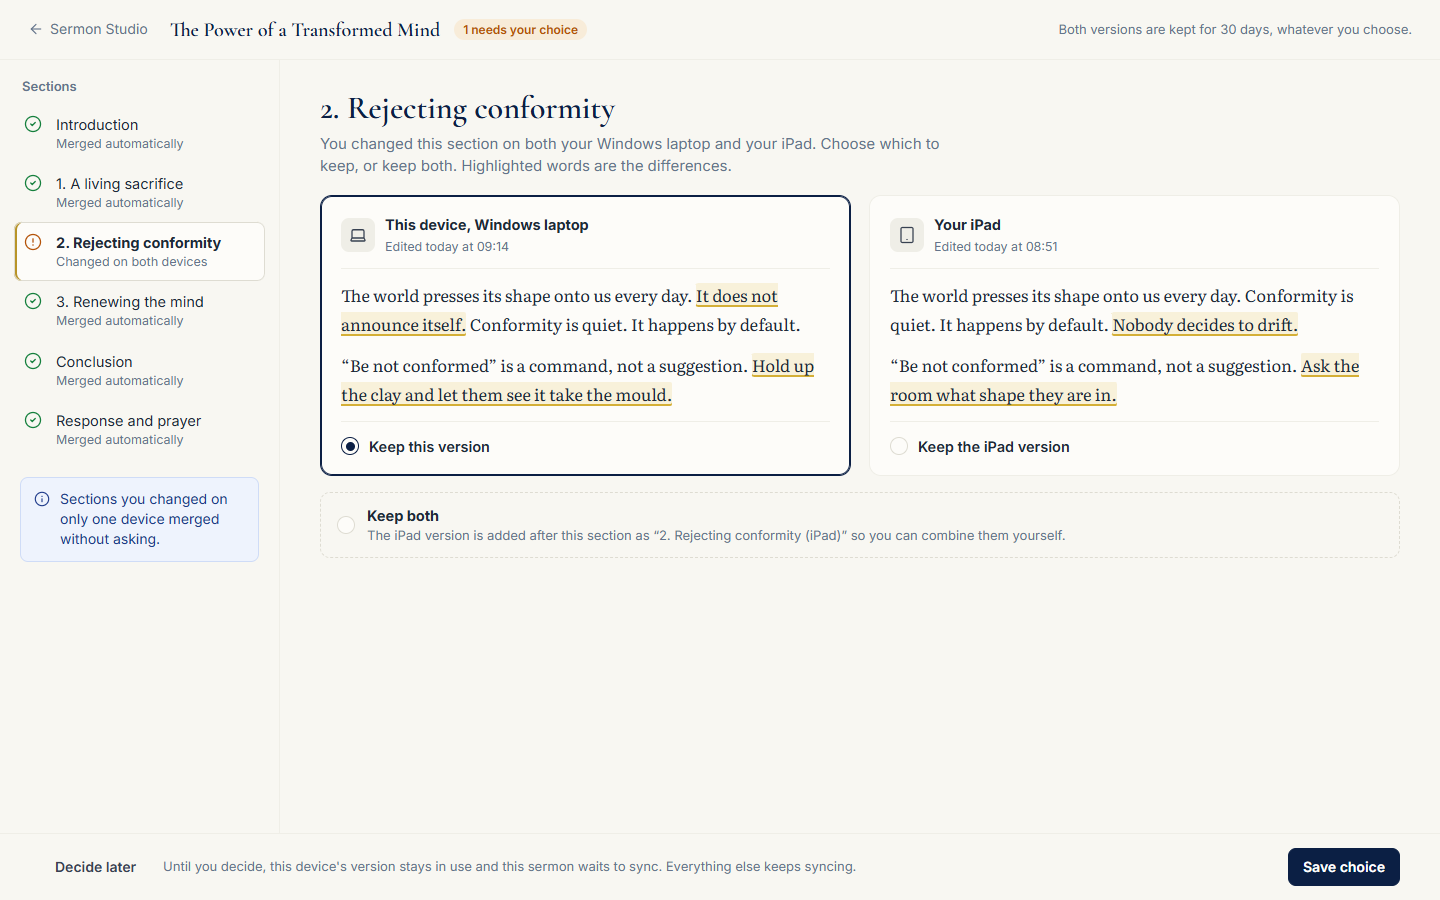 Sermon Studio
The Power of a Transformed Mind
1 needs your choice
Both versions are kept for 30 days, whatever you choose.
Sections
Introduction
Merged automatically
1. A living sacrifice
Merged automatically
2. Rejecting conformity
Changed on both devices
3. Renewing the mind
Merged automatically
Conclusion
Merged automatically
Response and prayer
Merged automatically
Sections you changed on
only one device merged
without asking.
2. Rejecting conformity
You changed this section on both your Windows laptop and your iPad. Choose which to
keep, or keep both. Highlighted words are the differences.
This device, Windows laptop
Edited today at 09:14
The world presses its shape onto us every day. It does not
announce itself. Conformity is quiet. It happens by default.
“Be not conformed” is a command, not a suggestion. Hold up
the clay and let them see it take the mould.
Keep this version
Your iPad
Edited today at 08:51
The world presses its shape onto us every day. Conformity is
quiet. It happens by default. Nobody decides to drift.
“Be not conformed” is a command, not a suggestion. Ask the
room what shape they are in.
Keep the iPad version
Keep both
The iPad version is added after this section as “2. Rejecting conformity (iPad)” so you can combine them yourself.
Decide later
Until you decide, this device's version stays in use and this sermon waits to sync. Everything else keeps syncing.
Save choice